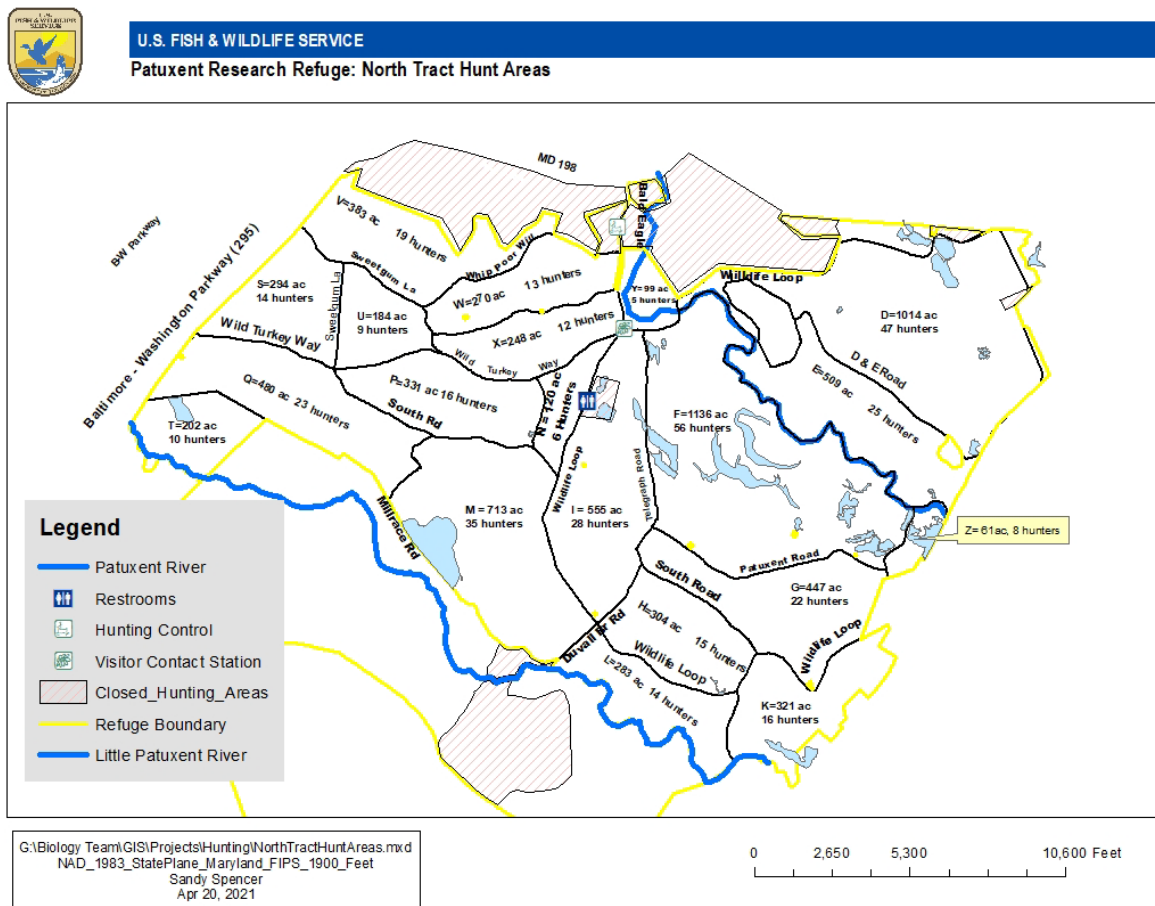 U.S.
FISH & WILDLIFE
SERVICE
U.S. FISH & WILDLIFE SERVICE
Patuxent Research Refuge: North Tract Hunt Areas
MD 198
BW Parkway
Baltimore - Washington Parkway (295)
Bald Eagle
V=383 ac
19 hunters
Sweetgum La
Whip Poor Will
W=270 ac 13 hunters
Y=99 ac
5 hunters
Wildlife Loop
S=294 ac
14 hunters
Sweetgum La
U=184 ac
9 hunters
X=248 ac 12 hunters
D=1014 ac
47 hunters
Wild Turkey Way
Wild Turkey Way
D & E Road
E=509 ac 25 hunters
Q=480 ac 23 hunters
P=331 ac 16 hunters
South Rd
N = 120 ac
6 Hunters
F=1136 ac
56 hunters
T=202 ac
10 hunters
Wildlife Loop
Telegraph Road
M = 713 ac
35 hunters
I = 555 ac
28 hunters
Millrace Rd
Z= 61ac, 8 hunters
Patuxent Road
South Road
G=447 ac
22 hunters
H=304 ac 15 hunters
Duvall Br Rd
Wildlife Loop
Wildlife Loop
L=283 ac 14 hunters
K=321 ac
16 hunters
Legend
Patuxent River
Restrooms
Hunting Control
Visitor Contact Station
Closed_Hunting_Areas
Refuge Boundary
Little Patuxent River
G:\Biology Team\GIS\Projects\Hunting\NorthTractHuntAreas.mxd
NAD_1983_StatePlane_Maryland_FIPS_1900_Feet
Sandy Spencer
Apr 20, 2021
0 2,650 5,300 10,600 Feet